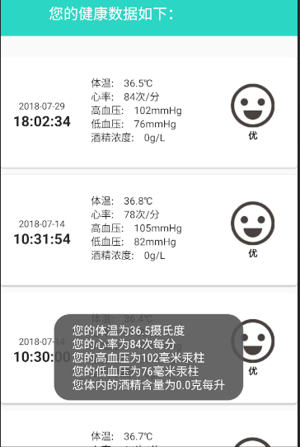 您的健康数据如下：
2018-07-29
18:02:34
体温： 36.5℃
心率： 84次/分
高血压： 102mmHg
低血压： 76mmHg
酒精浓度： 0g/L
优
2018-07-14
10:31:54
体温： 36.8℃
心率： 78次/分
高血压： 105mmHg
低血压： 82mmHg
酒精浓度： 0g/L
优
2018-07-14
10:30:00
您的体温为36.5摄氏度
您的心率为84次每分
您的高血压为102毫米汞柱
您的低血压为76毫米汞柱
您体内的酒精含量为0.0克每升
优
体温： 36.7℃